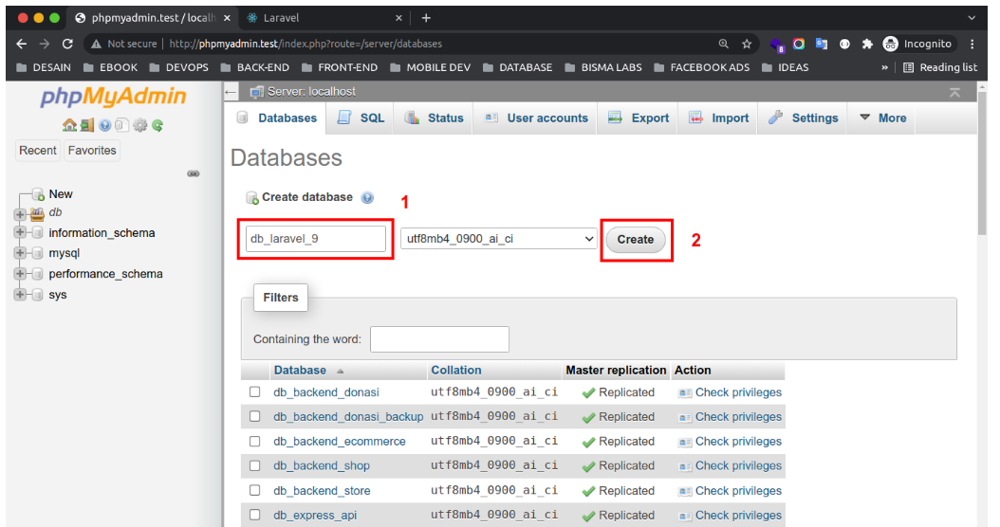 phpmyadmin.test / localh × Laravel × +
Not secure | http://phpmyadmin.test/index.php?route=/server/databases 8 Incognito
DESAIN EBOOK DEVOPS BACK-END FRONT-END MOBILE DEV DATABASE BISMA LABS FACEBOOK ADS IDEAS » Reading list
phpMyAdmin
Recent Favorites
New
db
information_schema
mysql
performance_schema
sys
Server: localhost
Databases SQL Status User accounts Export Import Settings More
Databases
Create database 1
db_laravel_9 utf8mb4_0900_ai_ci Create 2
Filters
Containing the word:
Database Collation Master replication Action
db_backend_donasi utf8mb4_0900_ai_ci Replicated Check privileges
db_backend_donasi_backup utf8mb4_0900_ai_ci Replicated Check privileges
db_backend_ecommerce utf8mb4_0900_ai_ci Replicated Check privileges
db_backend_shop utf8mb4_0900_ai_ci Replicated Check privileges
db_backend_store utf8mb4_0900_ai_ci Replicated Check privileges
db_express_api utf8mb4_0900_ai_ci Replicated Check privileges